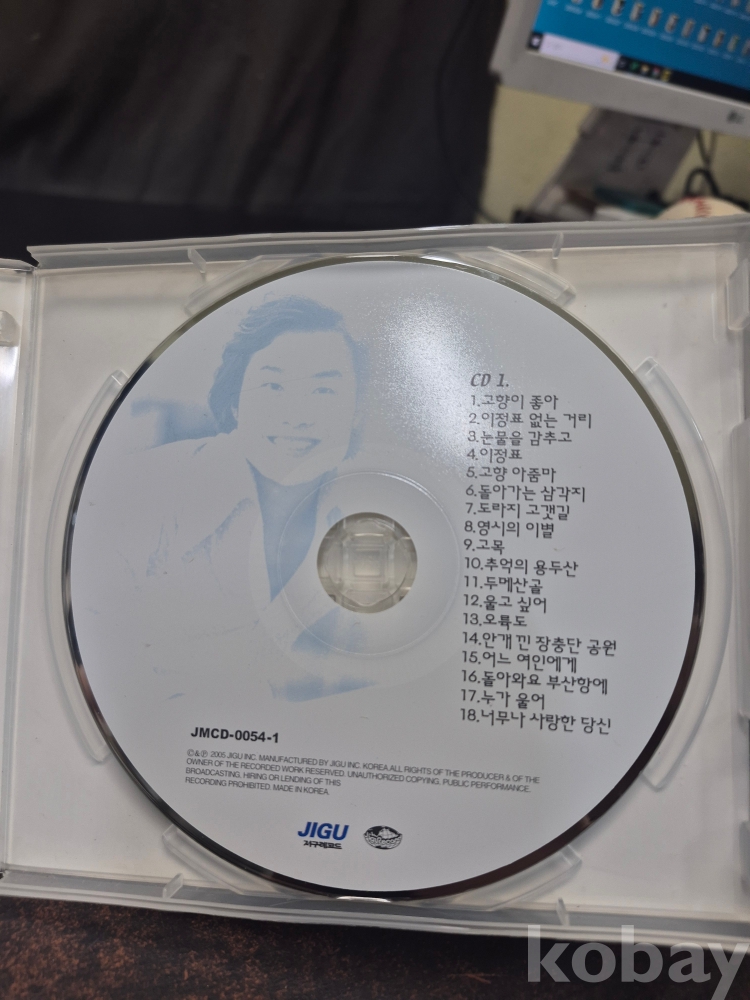 CD 1.
1.고향이 좋아
2.이정표 없는 거리
3.눈물을 감추고
4.이정표
5.고향 아줌마
6.돌아가는 삼각지
7.도라지 고갯길
8.영시의 이별
9.고목
10.추억의 용두산
11.두메산골
12.울고 싶어
13.오륙도
14.안개 낀 장충단 공원
15.어느 여인에게
16.돌아와요 부산항에
17.누가 울어
18.너무나 사랑한 당신
JMCD-0054-1
©&℗ 2005 JIGU INC. MANUFACTURED BY JIGU INC. KOREA.ALL RIGHTS OF THE PRODUCER & OF THE
OWNER OF THE RECORDED WORK RESERVED. UNAUTHORIZED COPYING. PUBLIC PERFORMANCE.
BROADCASTING. HIRING OR LENDING OF THIS
RECORDING PROHIBITED. MADE IN KOREA.
JIGU
지구레코드
kobay